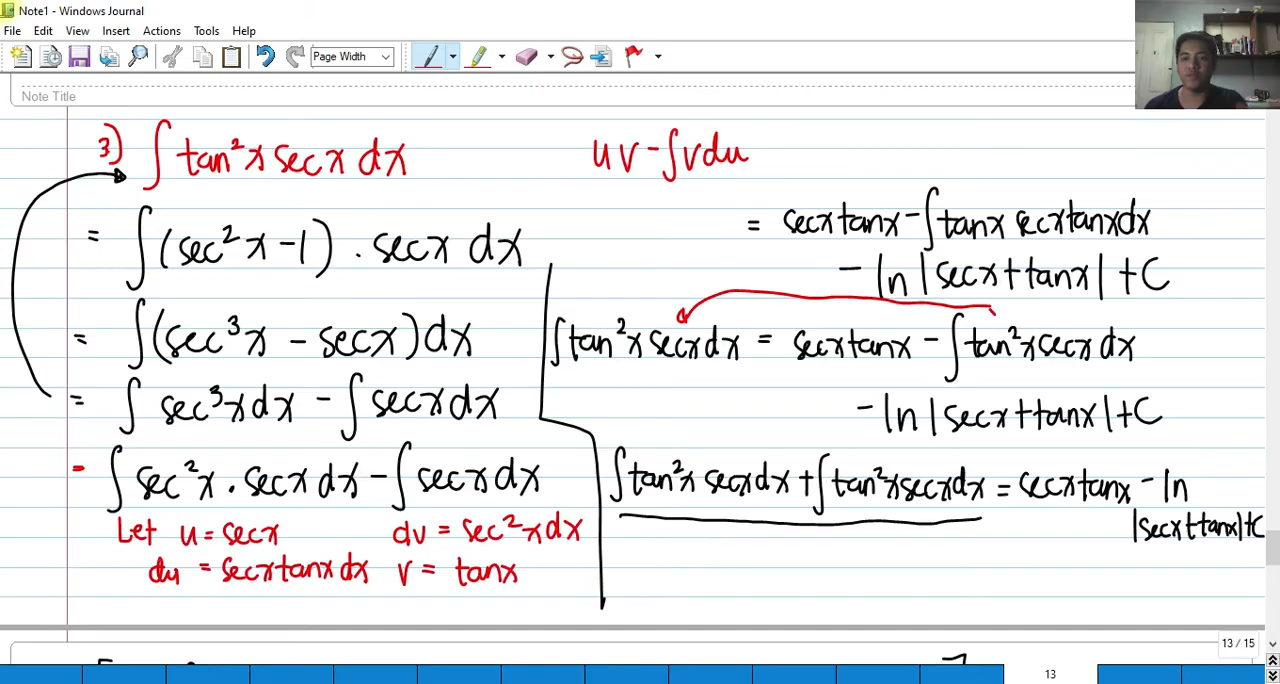 Note1 - Windows Journal
File Edit View Insert Actions Tools Help
Page Width
Note Title
3) ∫ tan²x secx dx
= ∫ (sec²x - 1) . secx dx
= ∫ (sec³x - secx) dx
= ∫ sec³x dx - ∫ secx dx
= ∫ sec²x . secx dx - ∫ secx dx
Let u = secx dv = sec²x dx
du = secx tanx dx v = tanx
uv - ∫ v du
= secx tanx - ∫ tanx secx tanx dx
- ln |secx + tanx| + C
∫ tan²x secx dx = secx tanx - ∫ tan²x secx dx
- ln |secx + tanx| + C
∫ tan²x secx dx + ∫ tan²x secx dx = secx tanx - ln
|secx + tanx| + C
13 / 15
13